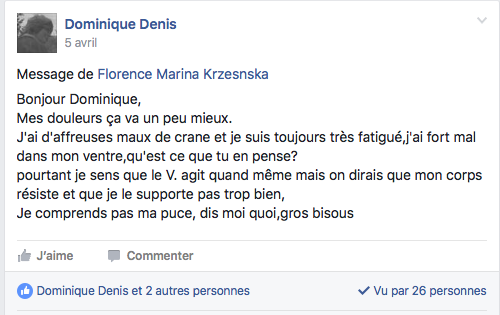 Dominique Denis
5 avril
Message de Florence Marina Krzesnska
Bonjour Dominique,
Mes douleurs ça va un peu mieux.
J'ai d'affreuses maux de crane et je suis toujours très fatigué,j'ai fort mal
dans mon ventre,qu'est ce que tu en pense?
pourtant je sens que le V. agit quand même mais on dirais que mon corps
résiste et que je le supporte pas trop bien,
Je comprends pas ma puce, dis moi quoi,gros bisous
J'aime Commenter
Dominique Denis et 2 autres personnes Vu par 26 personnes